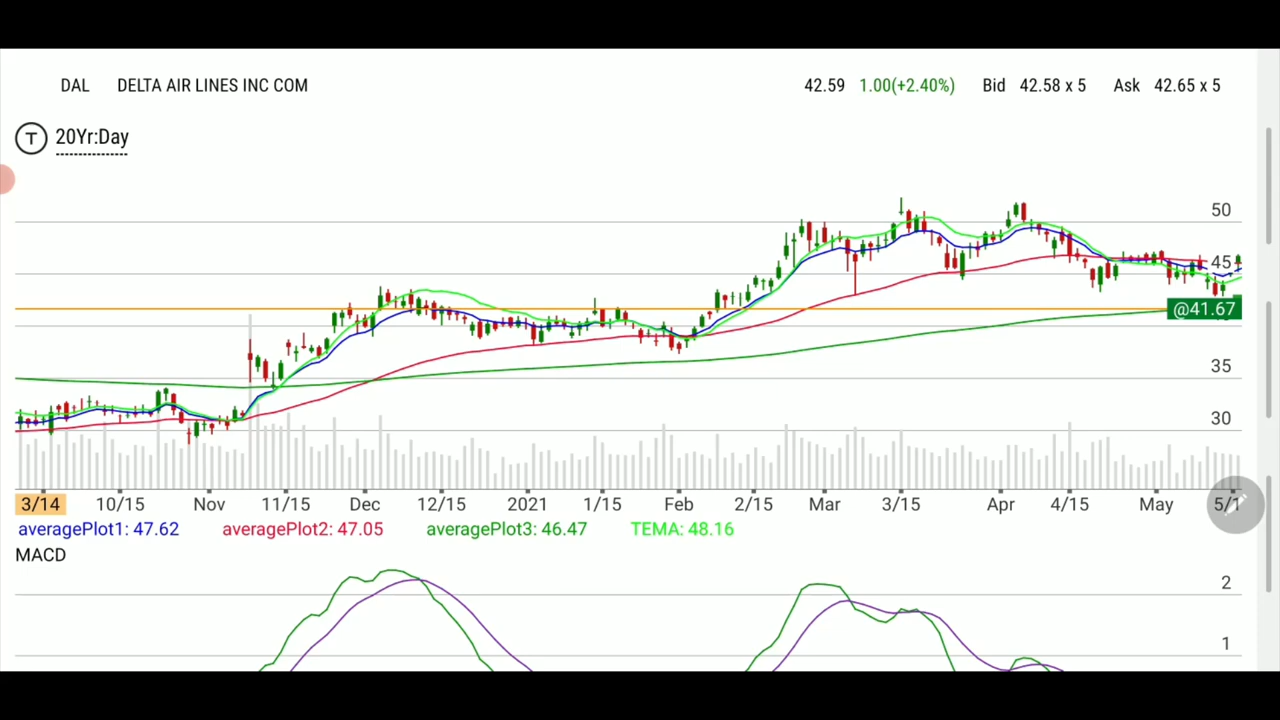 DAL DELTA AIR LINES INC COM 42.59 1.00(+2.40%) Bid 42.58 x 5 Ask 42.65 x 5
T 20Yr:Day
50
45
@41.67
35
30
3/14 10/15 Nov 11/15 Dec 12/15 2021 1/15 Feb 2/15 Mar 3/15 Apr 4/15 May 5/1
averagePlot1: 47.62 averagePlot2: 47.05 averagePlot3: 46.47 TEMA: 48.16
MACD
2
1